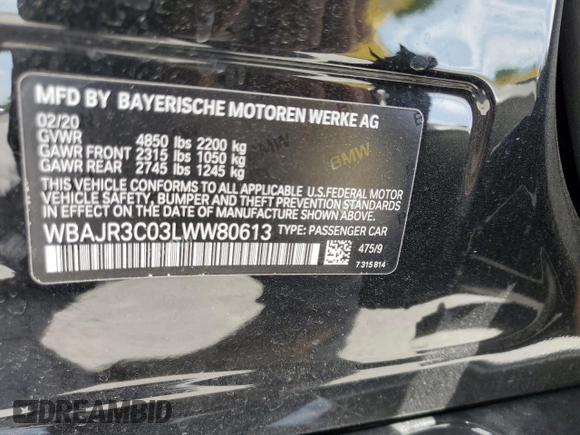 MFD BY BAYERISCHE MOTOREN WERKE AG
02/20
GVWR 4850 lbs 2200 kg
GAWR FRONT 2315 lbs 1050 kg
GAWR REAR 2745 lbs 1245 kg
THIS VEHICLE CONFORMS TO ALL APPLICABLE U.S.FEDERAL MOTOR
VEHICLE SAFETY, BUMPER AND THEFT PREVENTION STANDARDS
IN EFFECT ON THE DATE OF MANUFACTURE SHOWN ABOVE.
WBAJR3C03LWW80613 TYPE: PASSENGER CAR
475/9
7 315 814
BMW
BMW
DREAMBID